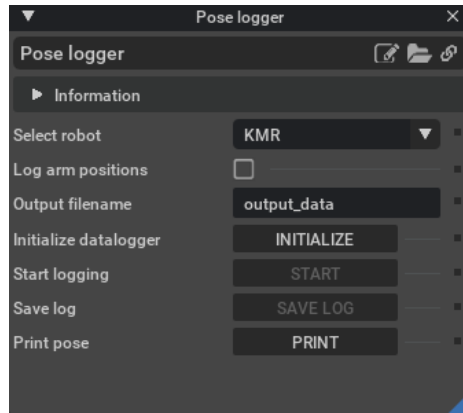 Pose logger
Pose logger
Information
Select robot KMR
Log arm positions
Output filename output_data
Initialize datalogger INITIALIZE
Start logging START
Save log SAVE LOG
Print pose PRINT